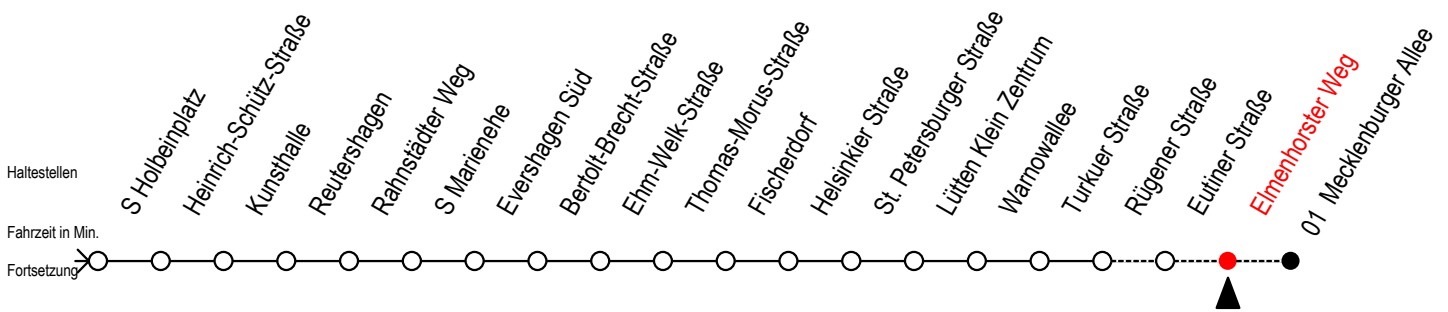 Haltestellen
S Holbeinplatz
Heinrich-Schütz-Straße
Kunsthalle
Reutershagen
Rahnstädter Weg
S Marienehe
Evershagen Süd
Bertolt-Brecht-Straße
Ehm-Welk-Straße
Thomas-Morus-Straße
Fischerdorf
Helsinkier Straße
St. Petersburger Straße
Lütten Klein Zentrum
Warnowallee
Turkuer Straße
Rügener Straße
Eutiner Straße
Elmenhorster Weg
01 Mecklenburger Allee
Fahrzeit in Min.
Fortsetzung